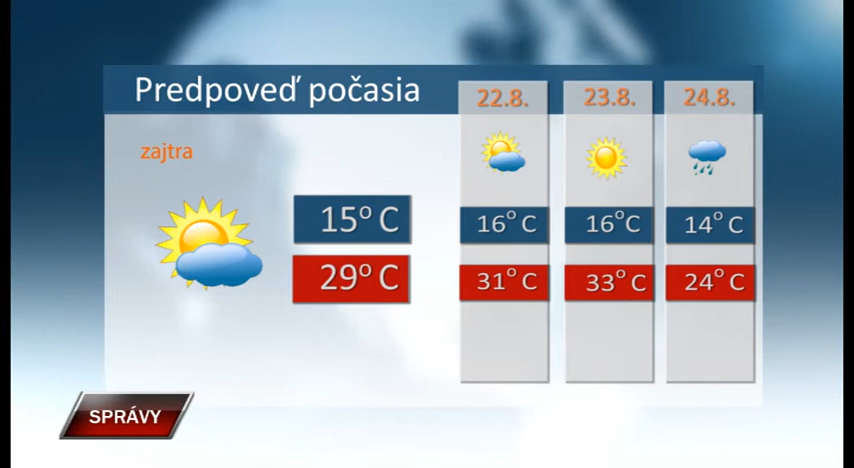 Predpoveď počasia
zajtra
15° C
29° C
22.8.
16° C
31° C
23.8.
16°C
33° C
24.8.
14° C
24° C
SPRÁVY